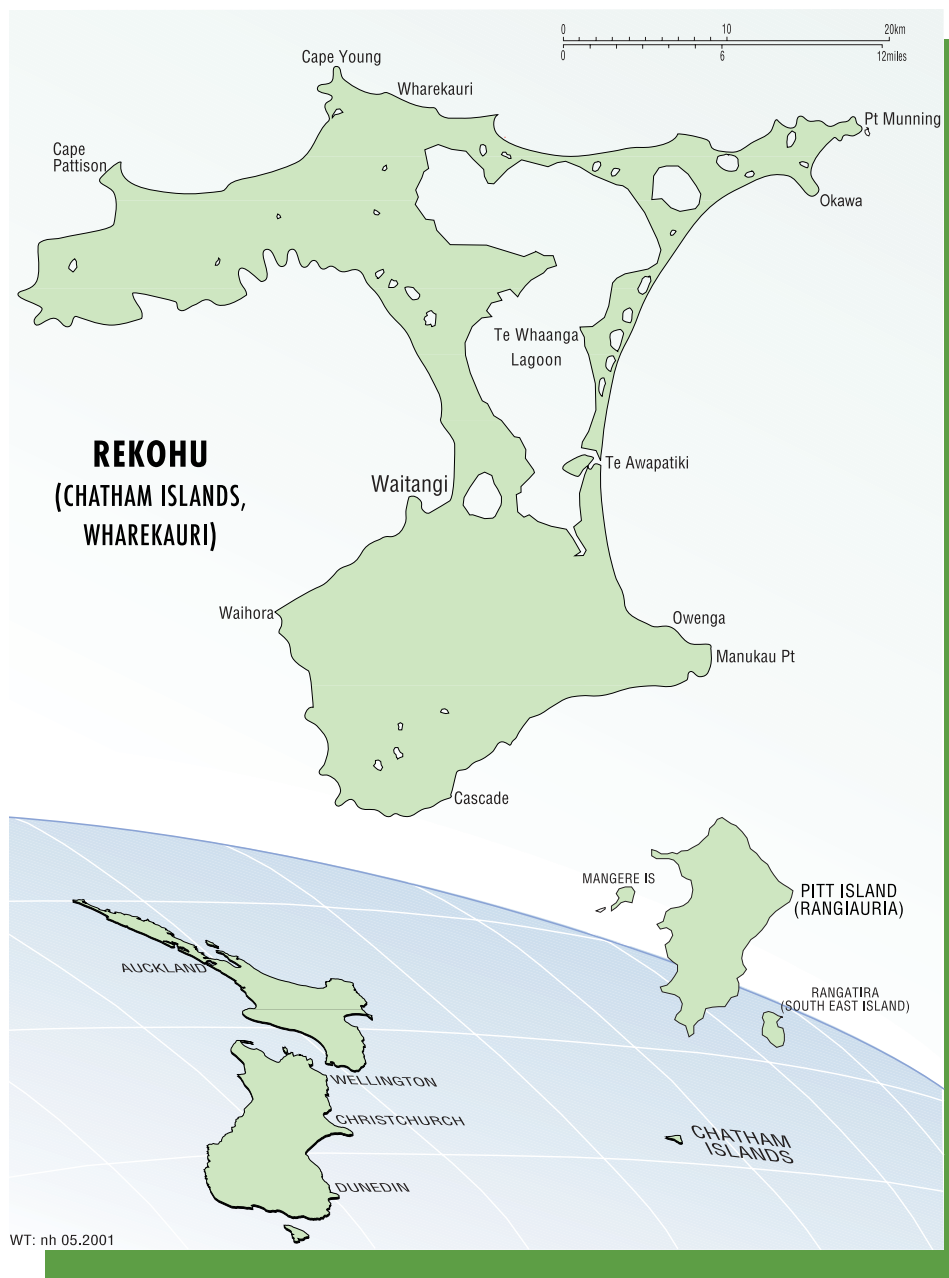 0 10 20km
0 6 12miles
Cape Young
Wharekauri
Pt Munning
Cape
Pattison
Okawa
Te Whaanga
Lagoon
REKOHU
(CHATHAM ISLANDS,
WHAREKAURI)
Te Awapatiki
Waitangi
Waihora
Owenga
Manukau Pt
Cascade
MANGERE IS
PITT ISLAND
(RANGIAURIA)
RANGATIRA
(SOUTH EAST ISLAND)
AUCKLAND
WELLINGTON
CHRISTCHURCH
DUNEDIN
CHATHAM
ISLANDS
WT: nh 05.2001